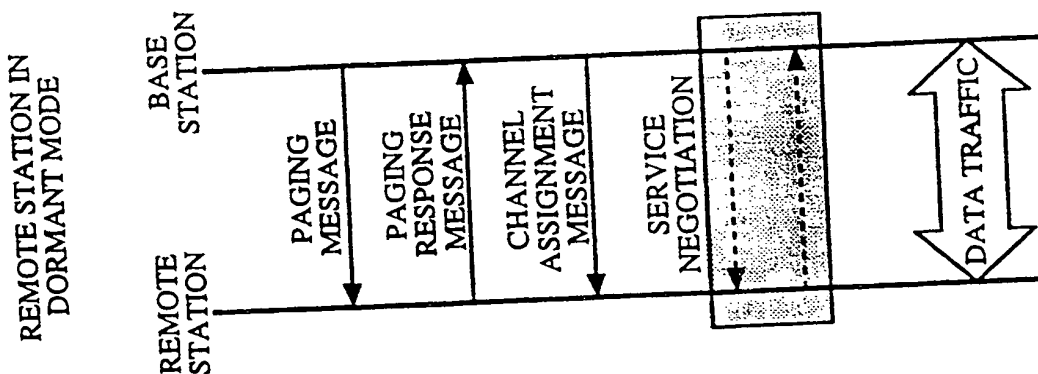 REMOTE STATION IN
DORMANT MODE
REMOTE
STATION
BASE
STATION
PAGING
MESSAGE
PAGING
RESPONSE
MESSAGE
CHANNEL
ASSIGNMENT
MESSAGE
SERVICE
NEGOTIATION
DATA TRAFFIC